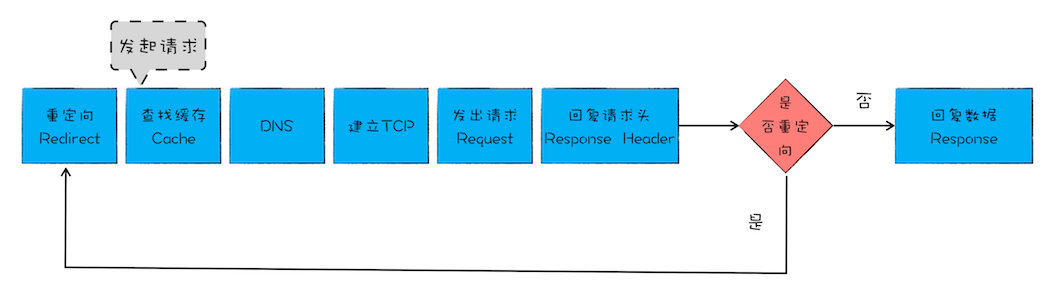 发起请求
重定向
Redirect
查找缓存
Cache
DNS
建立TCP
发出请求
Request
回复请求头
Response Header
是
否重定
向
否
回复数据
Response
是